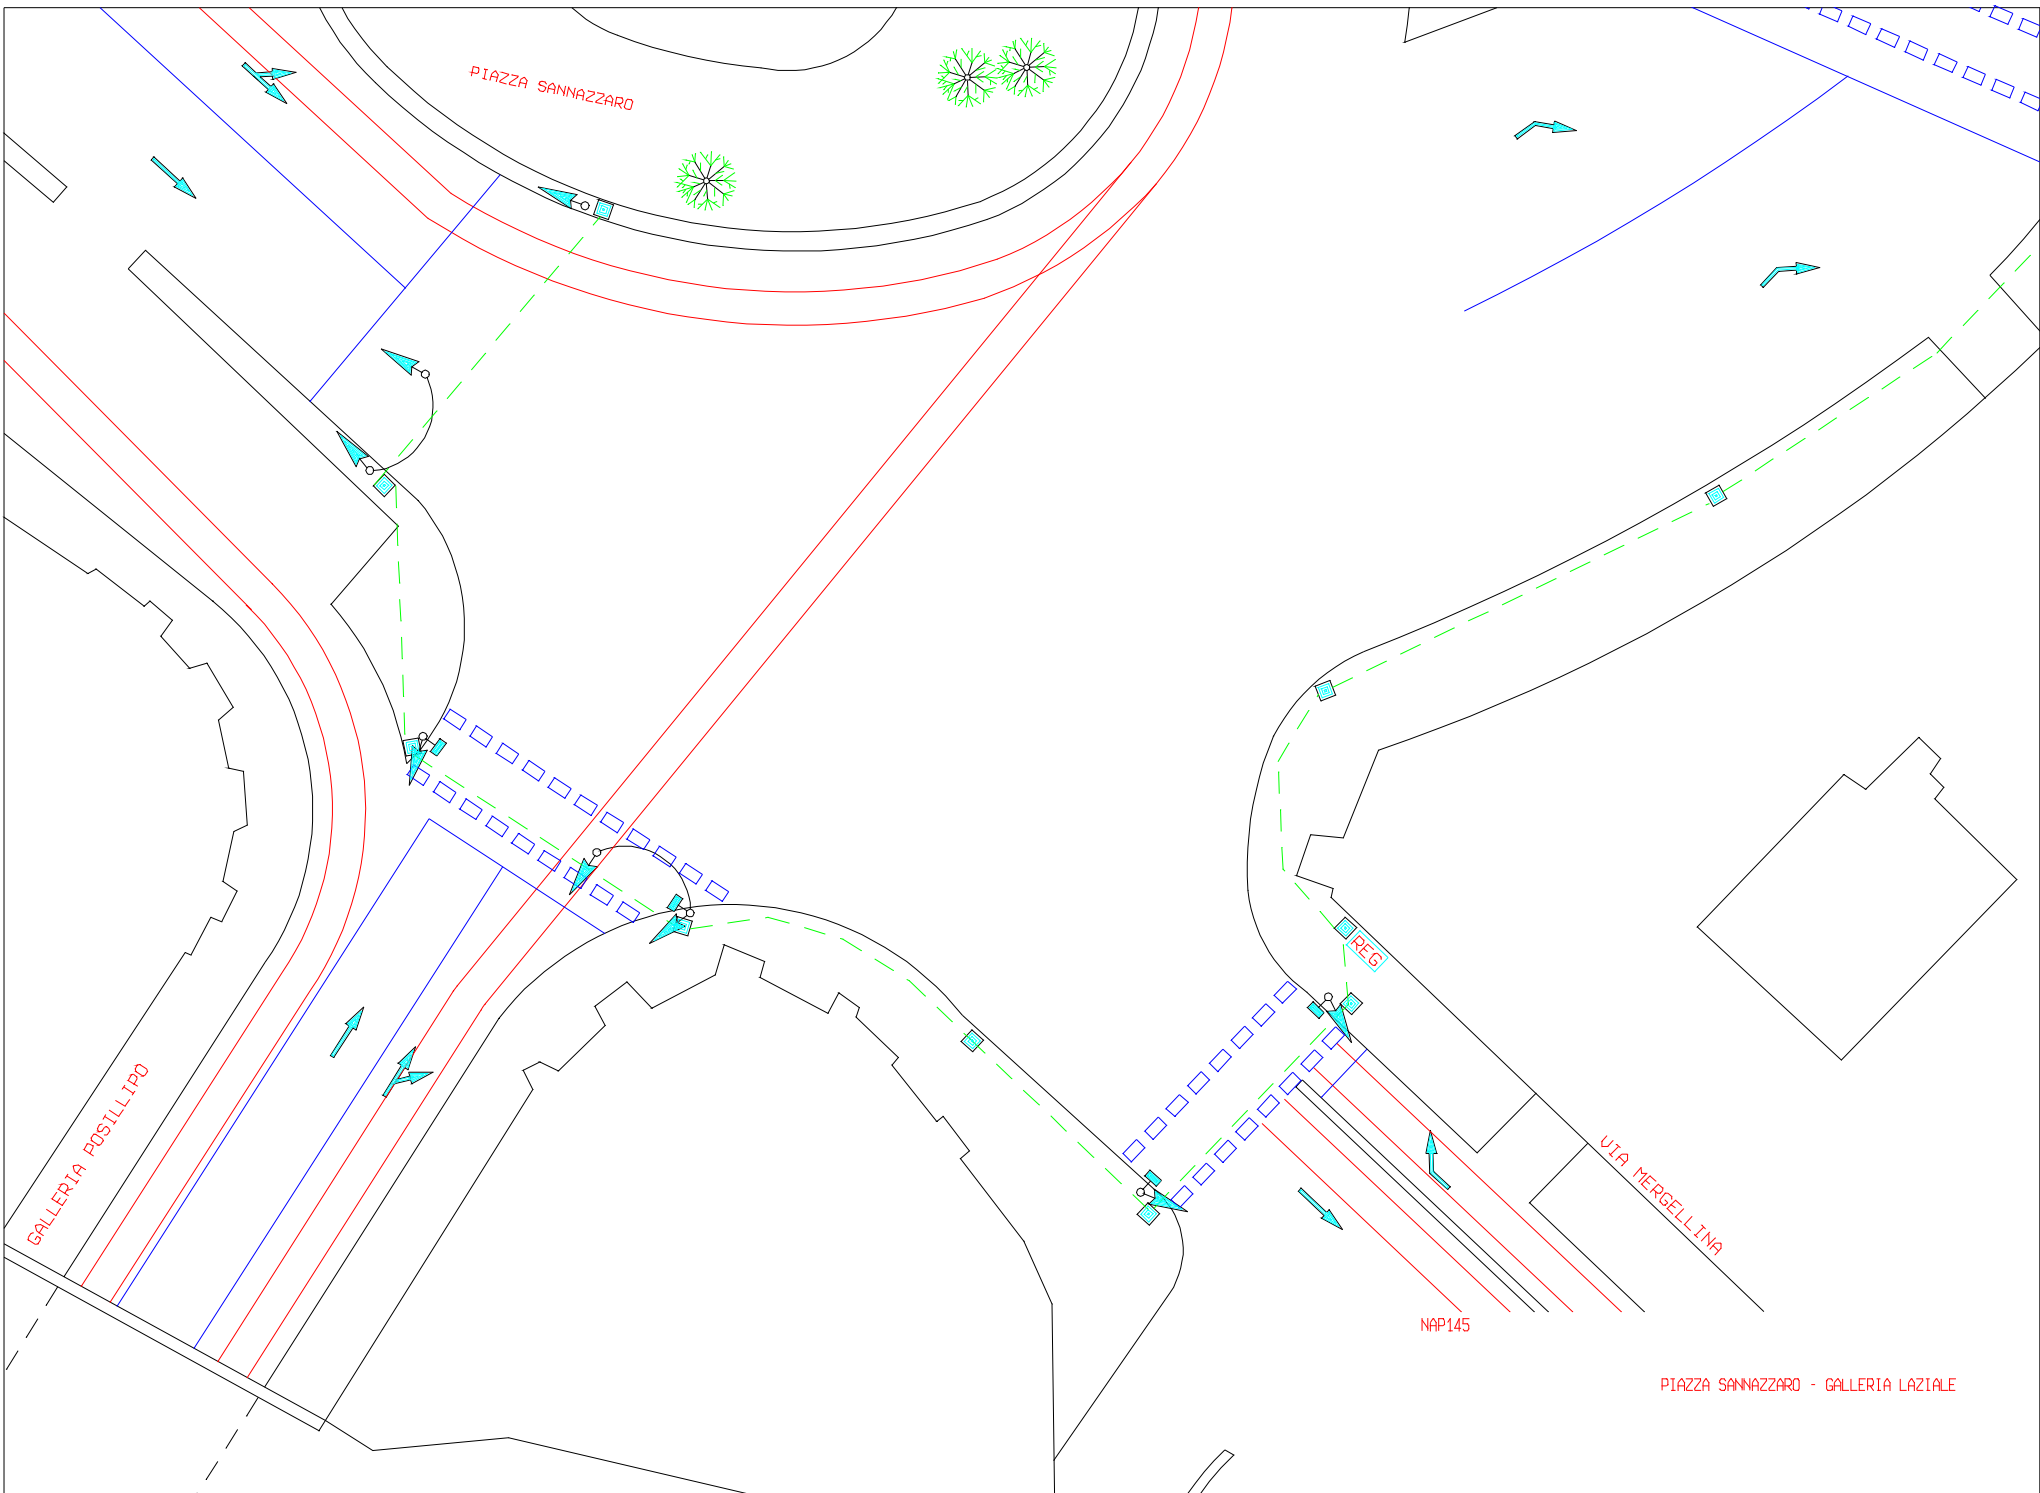 PIAZZA SANNAZZARO
REG
GALLERIA POSILLIPO
VIA MERGELLINA
NAP145
PIAZZA SANNAZZARO - GALLERIA LAZIALE